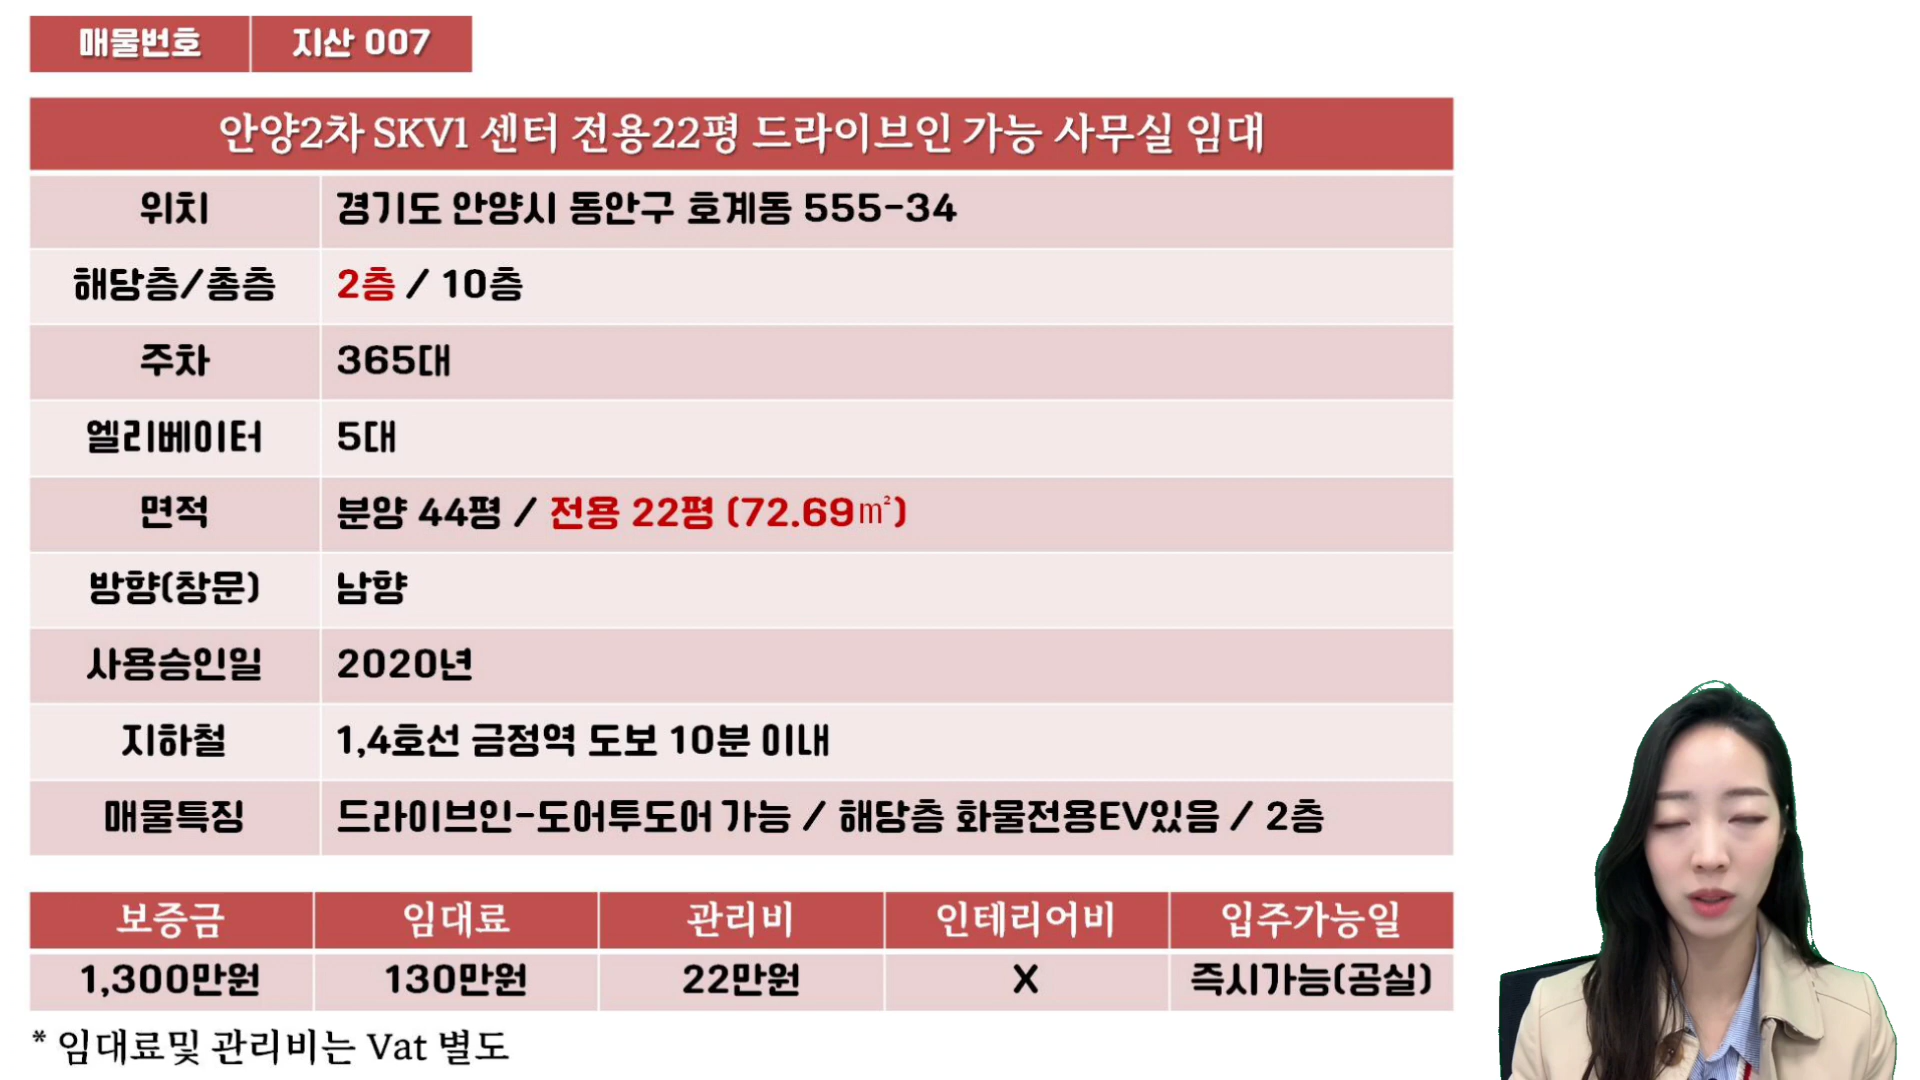 매물번호 지산 007
안양2차 SKV1 센터 전용22평 드라이브인 가능 사무실 임대
위치 경기도 안양시 동안구 호계동 555-34
해당층/총층 2층 / 10층
주차 365대
엘리베이터 5대
면적 분양 44평 / 전용 22평 (72.69㎡)
방향(창문) 남향
사용승인일 2020년
지하철 1,4호선 금정역 도보 10분 이내
매물특징 드라이브인-도어투도어 가능 / 해당층 화물전용EV있음 / 2층
보증금 임대료 관리비 인테리어비 입주가능일
1,300만원 130만원 22만원 X 즉시가능(공실)
* 임대료및 관리비는 Vat 별도